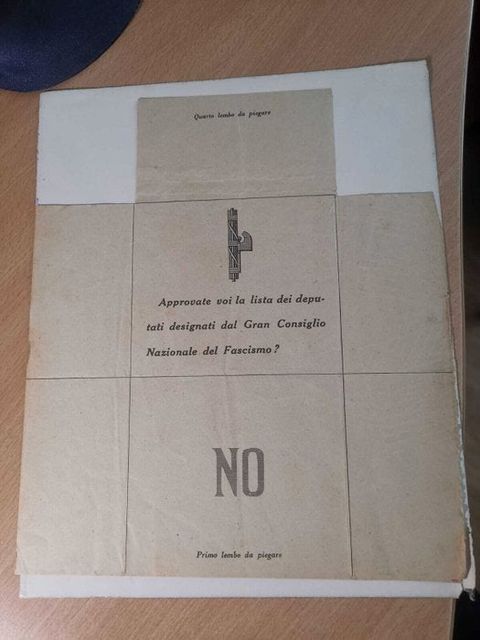 Quarto lembo da piegare
Approvate voi la lista dei depu-
tati designati dal Gran Consiglio
Nazionale del Fascismo?
NO
Primo lembo da piegare